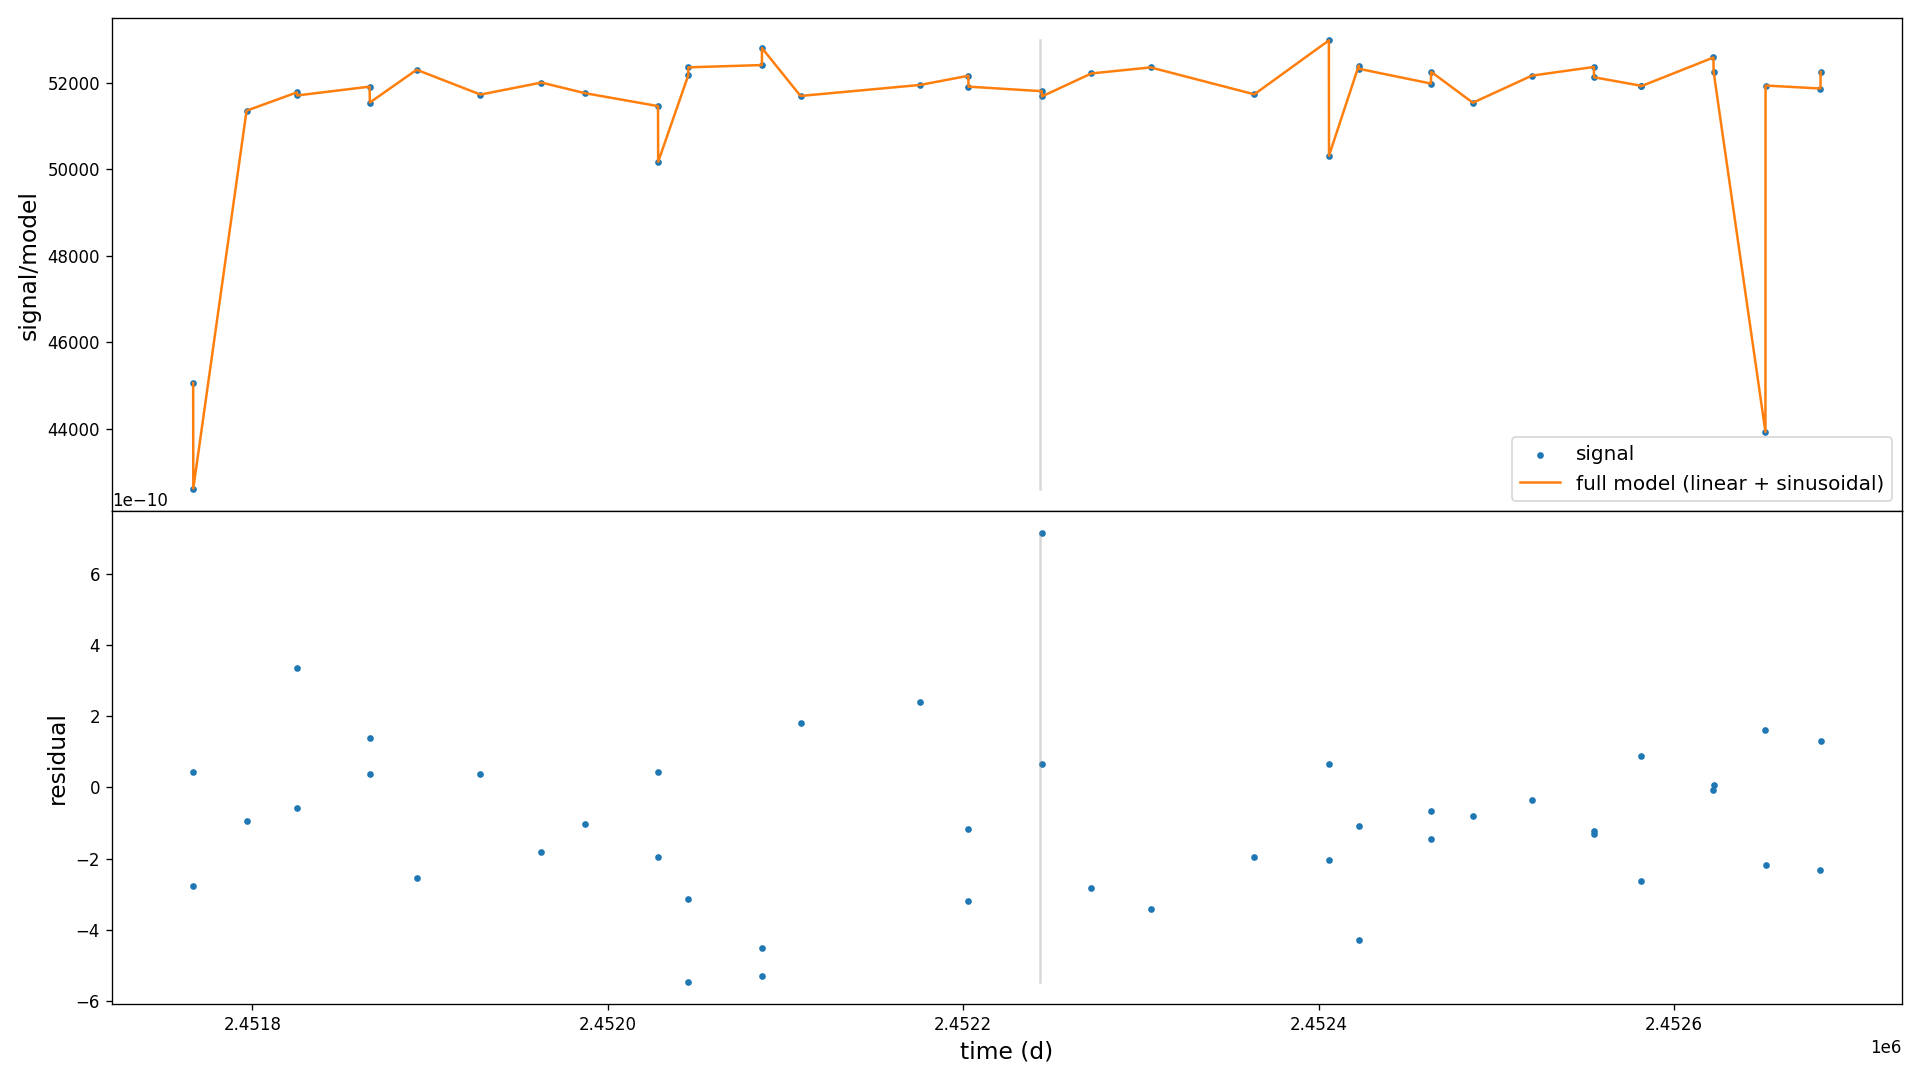 52000
50000
48000
46000
44000
signal/model
signal
full model (linear + sinusoidal)
1e−10
6
4
2
0
−2
−4
−6
residual
2.4518
2.4520
2.4522
2.4524
2.4526
time (d)
1e6